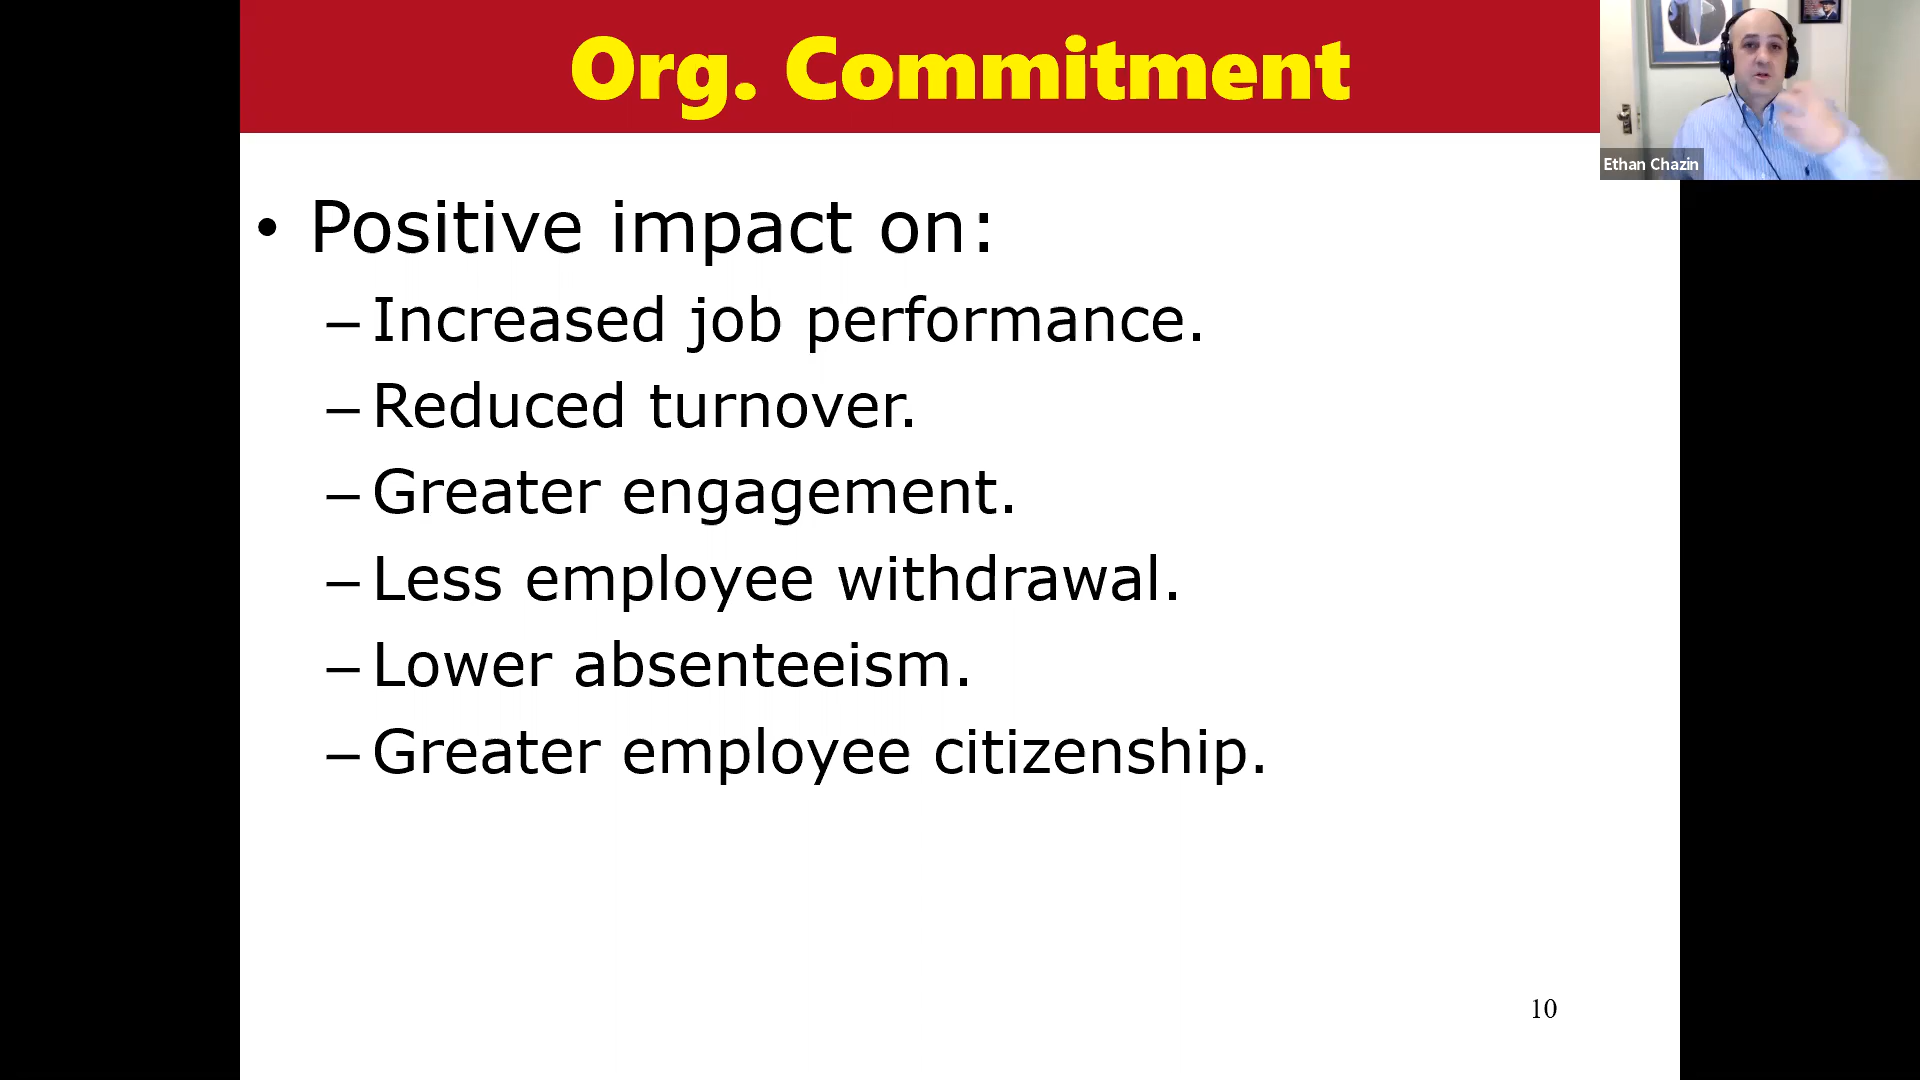 Org. Commitment
Ethan Chazin
• Positive impact on:
– Increased job performance.
– Reduced turnover.
– Greater engagement.
– Less employee withdrawal.
– Lower absenteeism.
– Greater employee citizenship.
10